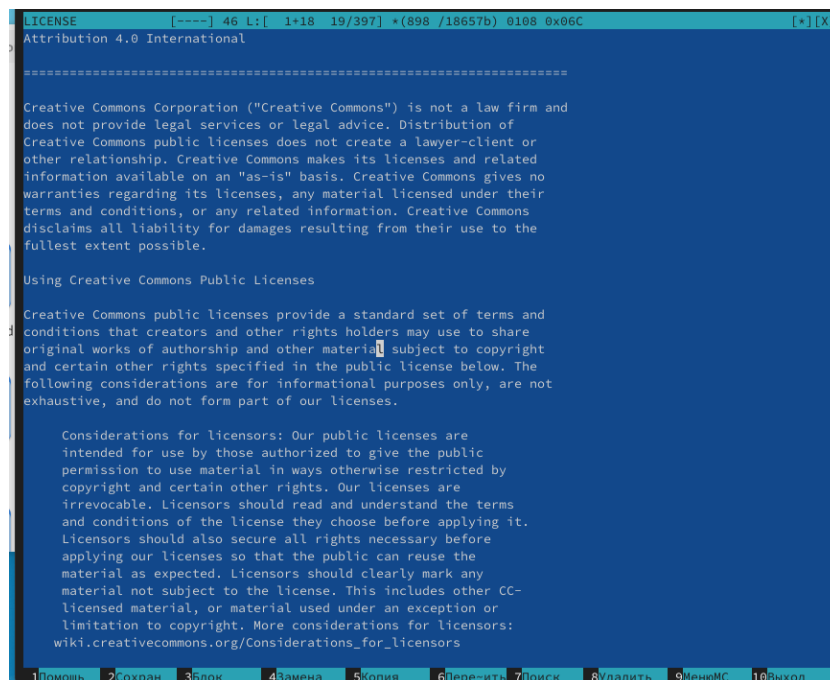 LICENSE [----] 46 L:[ 1+18 19/397] *(898 /18657b) 0108 0x06C [*][X
Attribution 4.0 International
=======================================================================
Creative Commons Corporation ("Creative Commons") is not a law firm and
does not provide legal services or legal advice. Distribution of
Creative Commons public licenses does not create a lawyer-client or
other relationship. Creative Commons makes its licenses and related
information available on an "as-is" basis. Creative Commons gives no
warranties regarding its licenses, any material licensed under their
terms and conditions, or any related information. Creative Commons
disclaims all liability for damages resulting from their use to the
fullest extent possible.
Using Creative Commons Public Licenses
Creative Commons public licenses provide a standard set of terms and
conditions that creators and other rights holders may use to share
original works of authorship and other material subject to copyright
and certain other rights specified in the public license below. The
following considerations are for informational purposes only, are not
exhaustive, and do not form part of our licenses.
Considerations for licensors: Our public licenses are
intended for use by those authorized to give the public
permission to use material in ways otherwise restricted by
copyright and certain other rights. Our licenses are
irrevocable. Licensors should read and understand the terms
and conditions of the license they choose before applying it.
Licensors should also secure all rights necessary before
applying our licenses so that the public can reuse the
material as expected. Licensors should clearly mark any
material not subject to the license. This includes other CC-
licensed material, or material used under an exception or
limitation to copyright. More considerations for licensors:
wiki.creativecommons.org/Considerations_for_licensors
1Помощь 2Сохран 3Блок 4Замена 5Копия 6Пере~ить 7Поиск 8Удалить 9МенюMC 10Выход